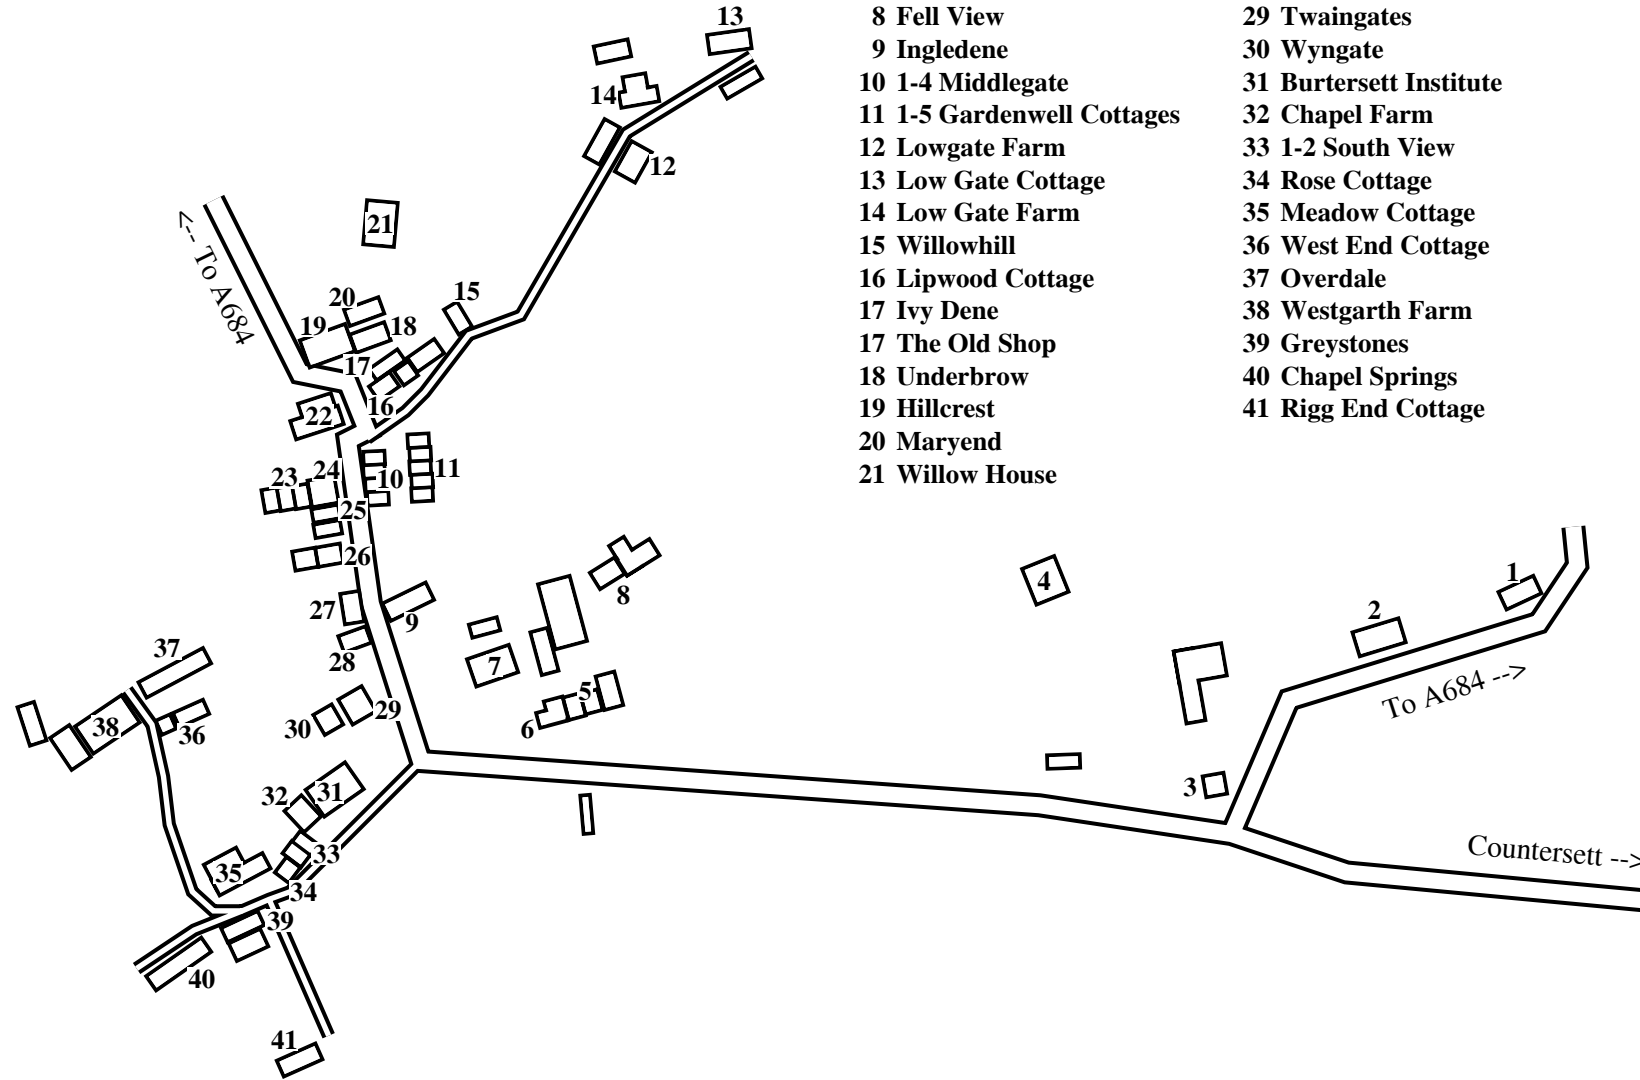 8 Fell View
9 Ingledene
10 1-4 Middlegate
11 1-5 Gardenwell Cottages
12 Lowgate Farm
13 Low Gate Cottage
14 Low Gate Farm
15 Willowhill
16 Lipwood Cottage
17 Ivy Dene
17 The Old Shop
18 Underbrow
19 Hillcrest
20 Maryend
21 Willow House
29 Twaingates
30 Wyngate
31 Burtersett Institute
32 Chapel Farm
33 1-2 South View
34 Rose Cottage
35 Meadow Cottage
36 West End Cottage
37 Overdale
38 Westgarth Farm
39 Greystones
40 Chapel Springs
41 Rigg End Cottage
13
14
12
21
<-- To A684
15
20
19
18
17
16
22
11
24
23
10
25
26
4
1
8
27
2
9
28
37
7
To A684 -->
5
29
38
30
6
36
3
31
32
33
Countersett -->
35
34
39
40
41